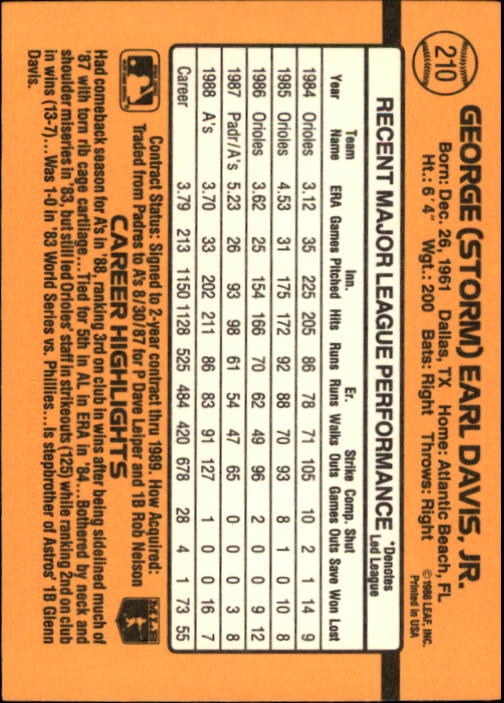 210
GEORGE (STORM) EARL DAVIS, JR.
Born: Dec. 26, 1961 Dallas, TX Home: Atlantic Beach, FL
Ht.: 6'4" Wgt.: 200 Bats: Right Throws: Right
© 1988 LEAF, INC.
Printed in USA
RECENT MAJOR LEAGUE PERFORMANCE
*Denotes
Led League
Team Inn. Er. Strike Comp. Shut
Year Name ERA Games Pitched Hits Runs Runs Walks Outs Games Outs Save Won Lost
1984 Orioles 3.12 35 225 205 86 78 71 105 10 2 1 14 9
1985 Orioles 4.53 31 175 172 92 88 70 93 8 1 0 10 8
1986 Orioles 3.62 25 154 166 70 62 49 96 2 0 0 9 12
1987 Padr/A's 5.23 26 93 98 61 54 47 65 0 0 0 3 8
1988 A's 3.70 33 202 211 86 83 91 127 1 0 0 16 7
Career 3.79 213 1150 1128 525 484 420 678 28 4 1 73 55
Contract Status: Signed to 2-year contract thru 1989. How Acquired:
Traded from Padres to A's 8/30/87 for P Dave Leiper and 1B Rob Nelson
CAREER HIGHLIGHTS
MLB
Had comeback season for A's in '88, ranking 3rd on club in wins after being sidelined much of
'87 with torn rib cage cartilage... Tied for 5th in AL in ERA in '84... Bothered by neck and
shoulder miseries in '83, but still led Orioles' staff in strikeouts (125) while ranking 2nd on club
in wins (13-7)... Was 1-0 in '83 World Series vs. Phillies... Is stepbrother of Astros' 1B Glenn
Davis.